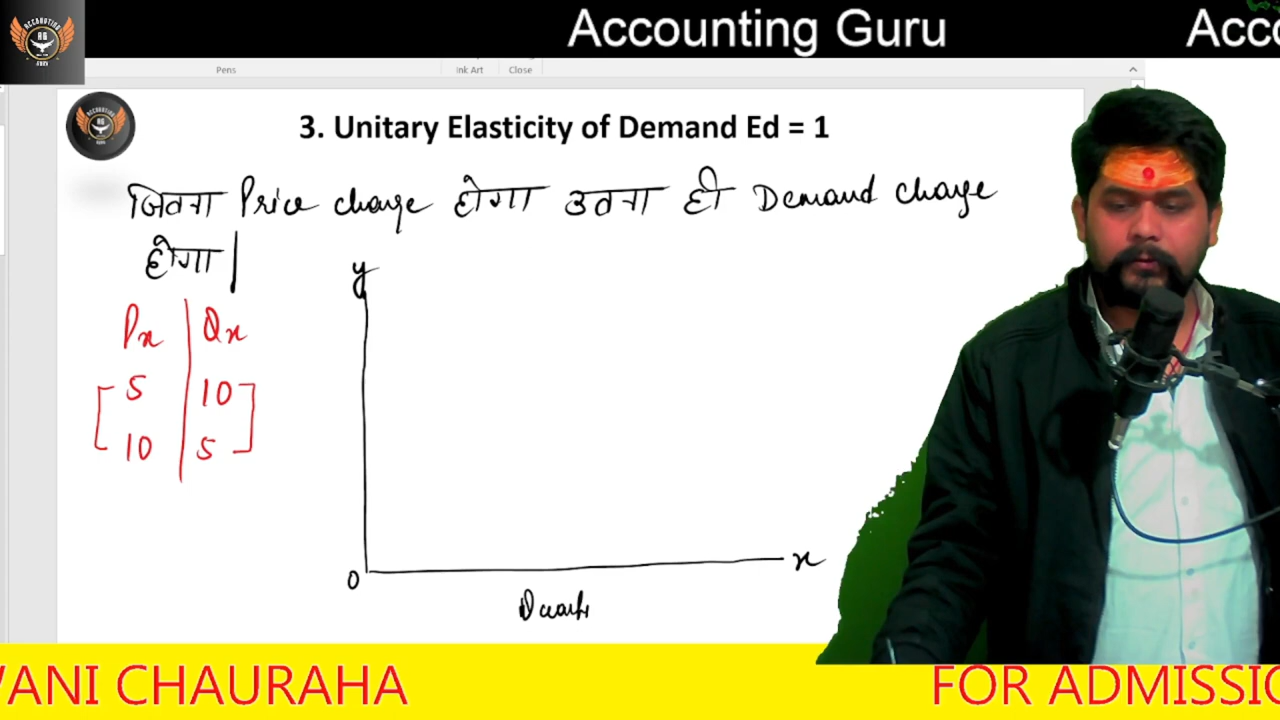 Accounting Guru
Acco
Pens
Ink Art
Close
3. Unitary Elasticity of Demand Ed = 1
जितना Price change होगा उतना ही Demand change
होगा|
y
Px | Qx
5 | 10
10 | 5
0
x
VANI CHAURAHA
FOR ADMISSIO